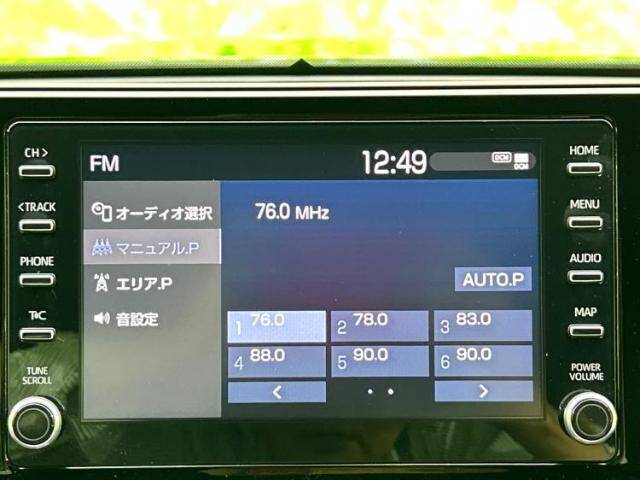 CH >
<TRACK
PHONE
T∞C
TUNE
SCROLL
FM
12:49
DCM
DCM
オーディオ選択
マニュアル.P
エリア.P
音設定
76.0 MHz
AUTO.P
1 76.0
2 78.0
3 83.0
4 88.0
5 90.0
6 90.0
<
>
HOME
MENU
AUDIO
MAP
POWER
VOLUME